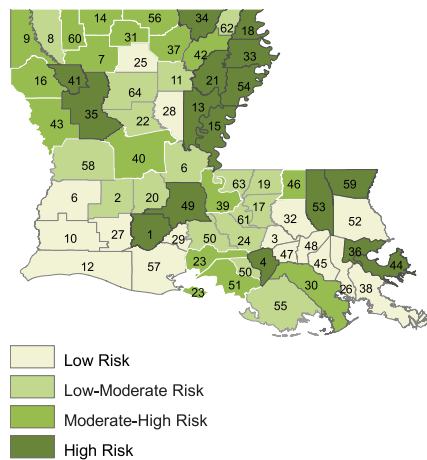 14 56 34 62 18
9 8 60 31
37 42 33
7 25
16 41 11 21 54
64
35 28 13
43 22 15
40
58 6
6 2 20 49 63 19 46 53 59
39 17
32 52
61
10 27 1 29 50 24 3 48 36
12 57 23 50 4 47 45 44
51 30 26 38
23
55
Low Risk
Low-Moderate Risk
Moderate-High Risk
High Risk